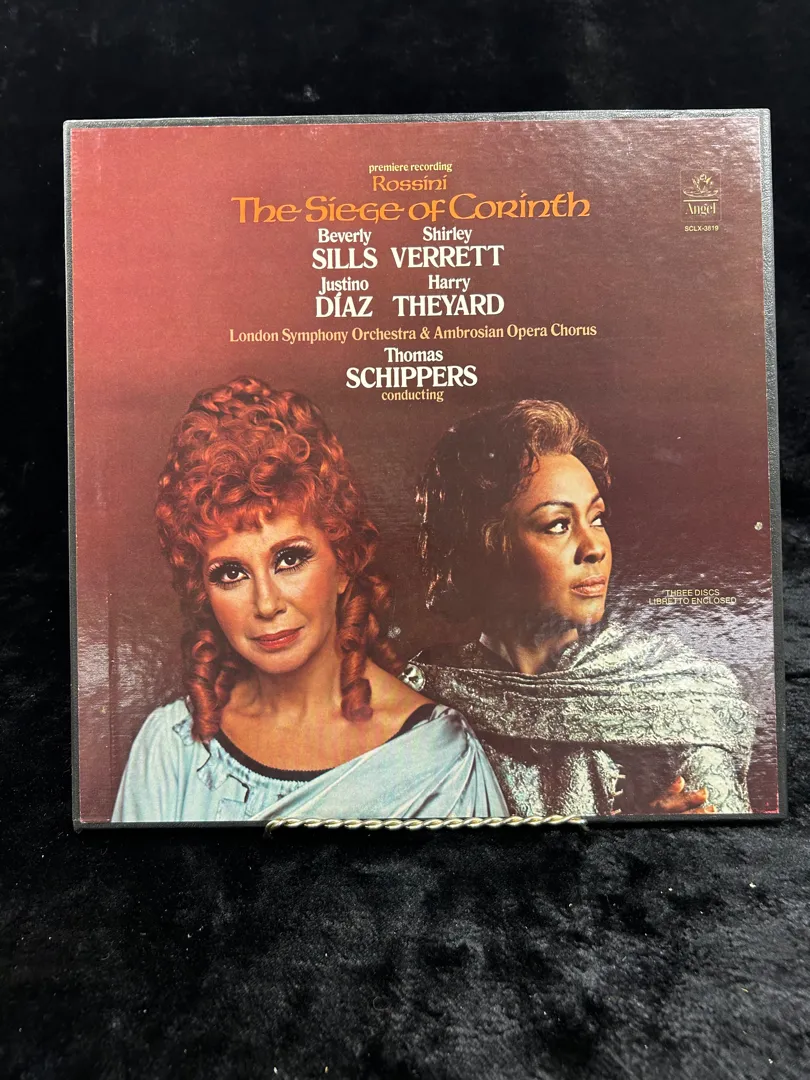 premiere recording
Rossini
The Siege of Corinth
Beverly Shirley
SILLS VERRETT
Justino Harry
DÍAZ THEYARD
London Symphony Orchestra & Ambrosian Opera Chorus
Thomas
SCHIPPERS
conducting
Angel
SCLX-3819
THREE DISCS
LIBRETTO ENCLOSED